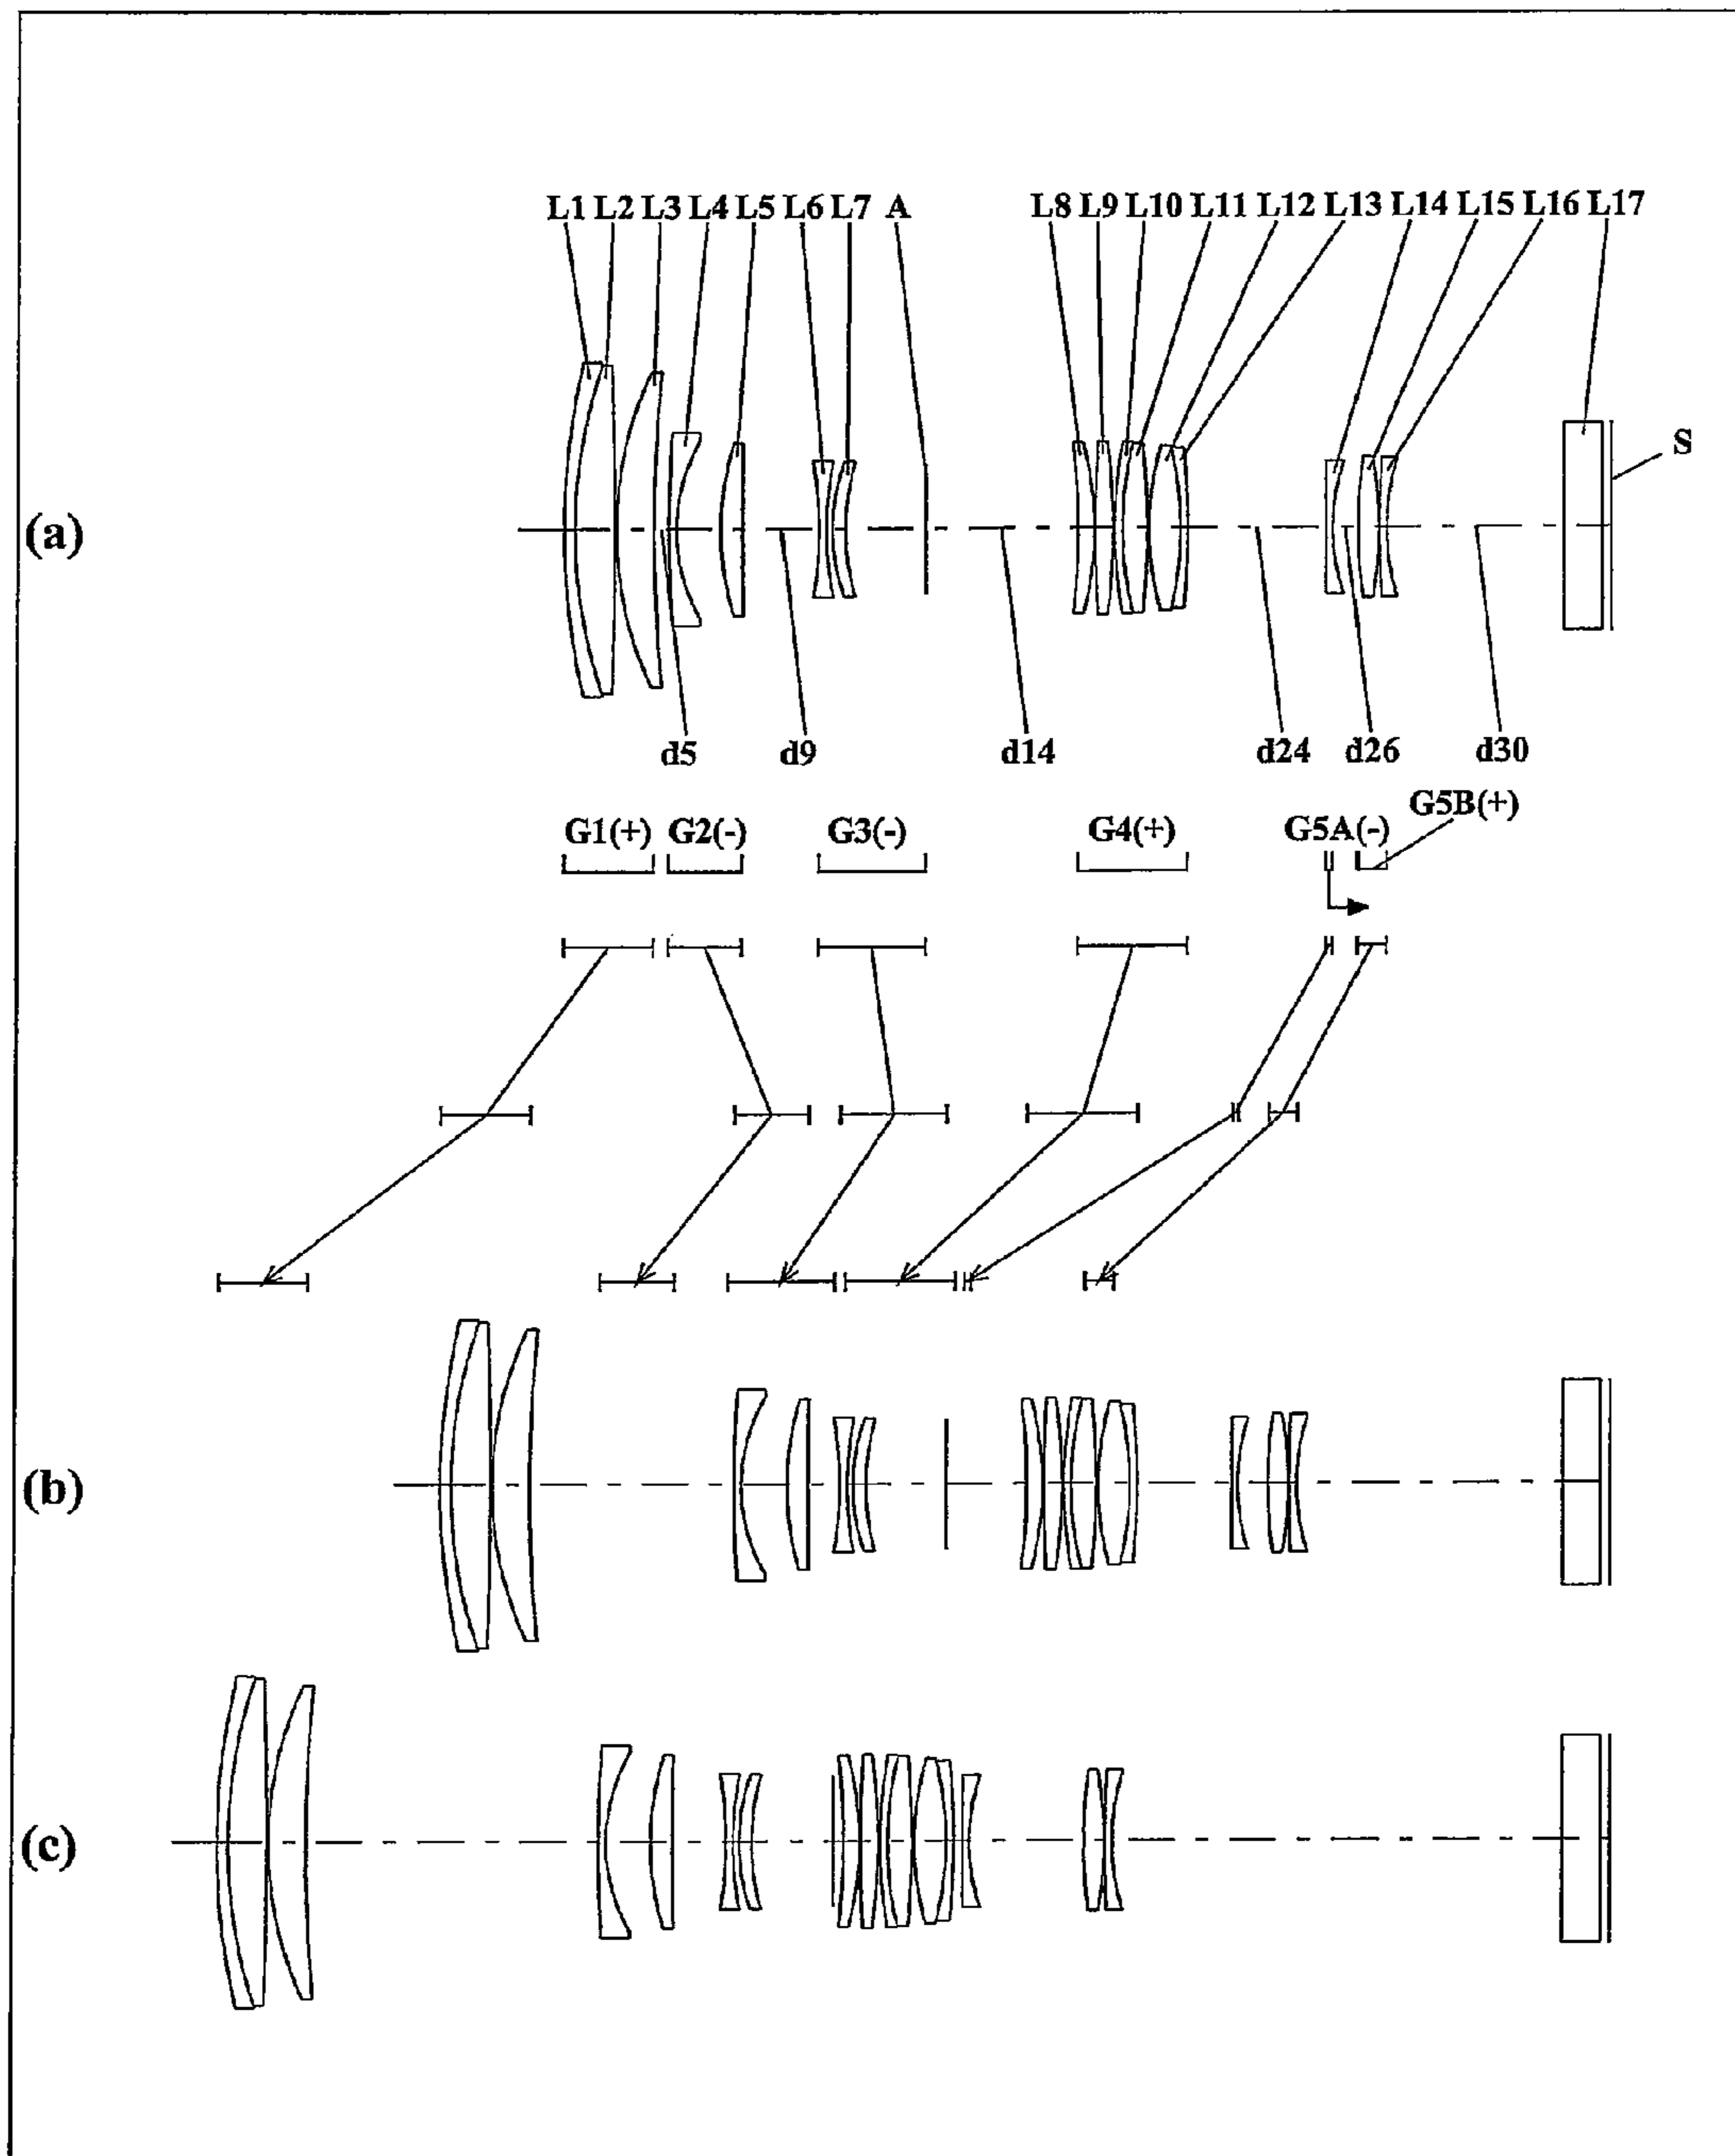 L1 L2 L3 L4 L5 L6 L7 A L8 L9 L10 L11 L12 L13 L14 L15 L16 L17
S
(a)
d5 d9 d14 d24 d26 d30
G5B(+)
G1(+) G2(-) G3(-) G4(+) G5A(-)
(b)
(c)